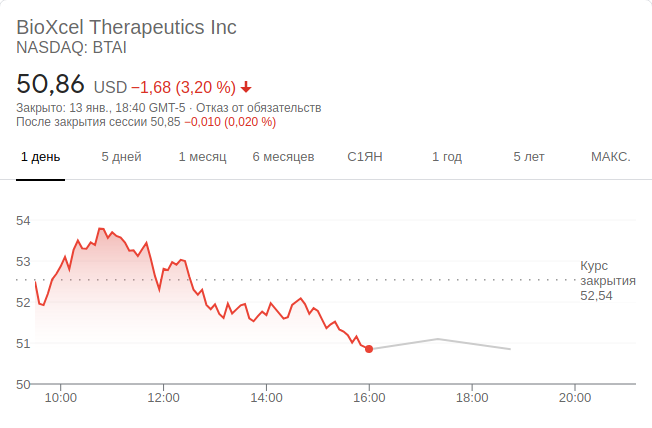 BioXcel Therapeutics Inc
NASDAQ: BTAI
50,86 USD −1,68 (3,20 %)
Закрыто: 13 янв., 18:40 GMT-5 · Отказ от обязательств
После закрытия сессии 50,85 −0,010 (0,020 %)
1 день 5 дней 1 месяц 6 месяцев С1ЯН 1 год 5 лет МАКС.
54
53
52
51
50
Курс
закрытия
52,54
10:00 12:00 14:00 16:00 18:00 20:00